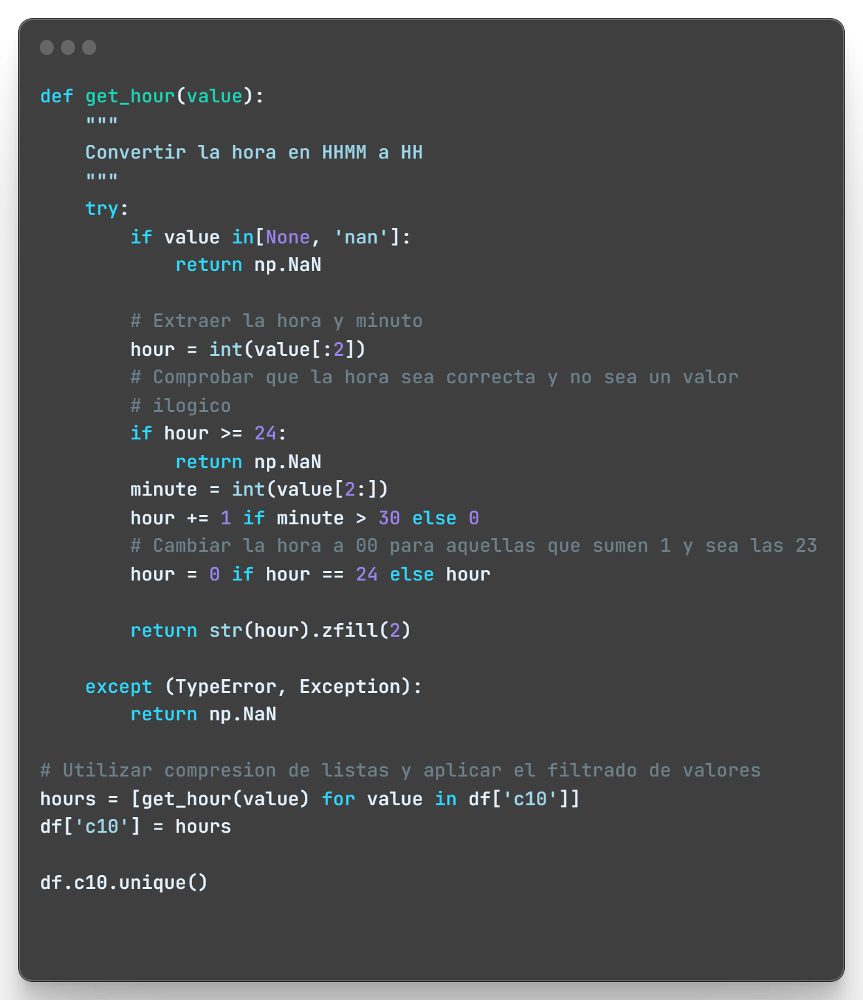 def get_hour(value):
    """
    Convertir la hora en HHMM a HH
    """
    try:
        if value in[None, 'nan']:
            return np.NaN

        # Extraer la hora y minuto
        hour = int(value[:2])
        # Comprobar que la hora sea correcta y no sea un valor
        # ilogico
        if hour >= 24:
            return np.NaN
        minute = int(value[2:])
        hour += 1 if minute > 30 else 0
        # Cambiar la hora a 00 para aquellas que sumen 1 y sea las 23
        hour = 0 if hour == 24 else hour

        return str(hour).zfill(2)

    except (TypeError, Exception):
        return np.NaN

# Utilizar compresion de listas y aplicar el filtrado de valores
hours = [get_hour(value) for value in df['c10']]
df['c10'] = hours

df.c10.unique()